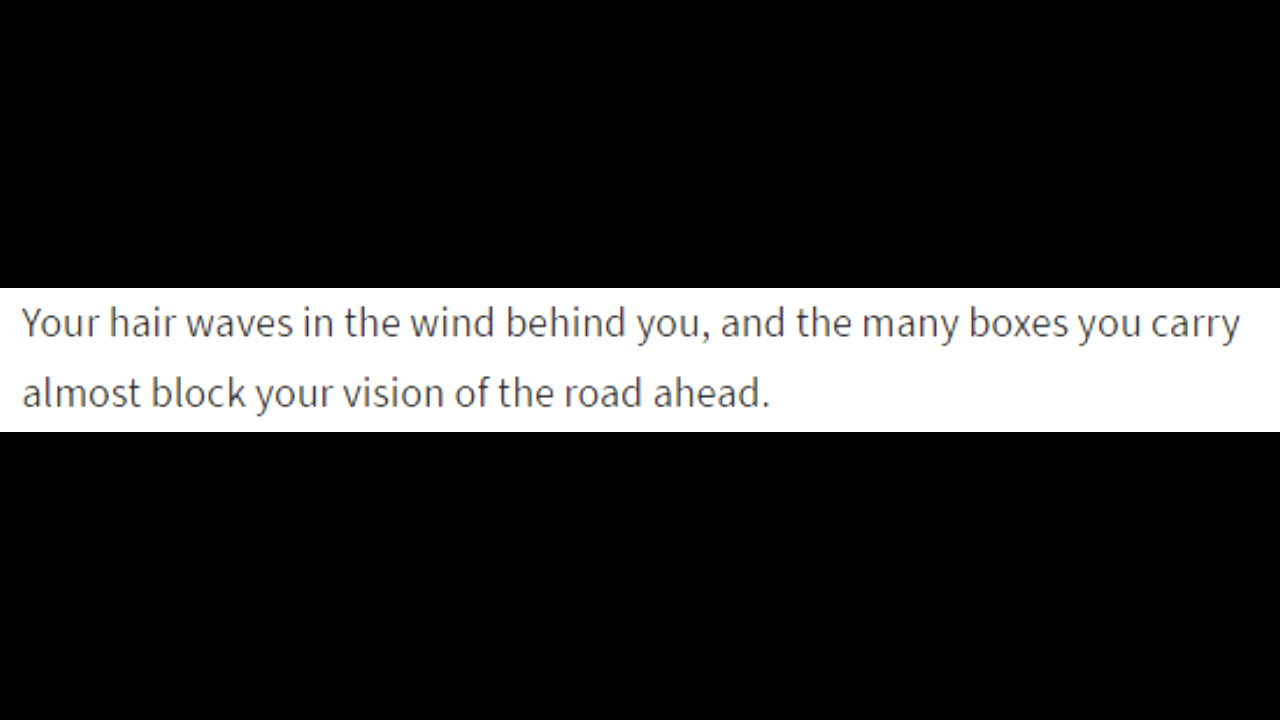 Your hair waves in the wind behind you, and the many boxes you carry
almost block your vision of the road ahead.